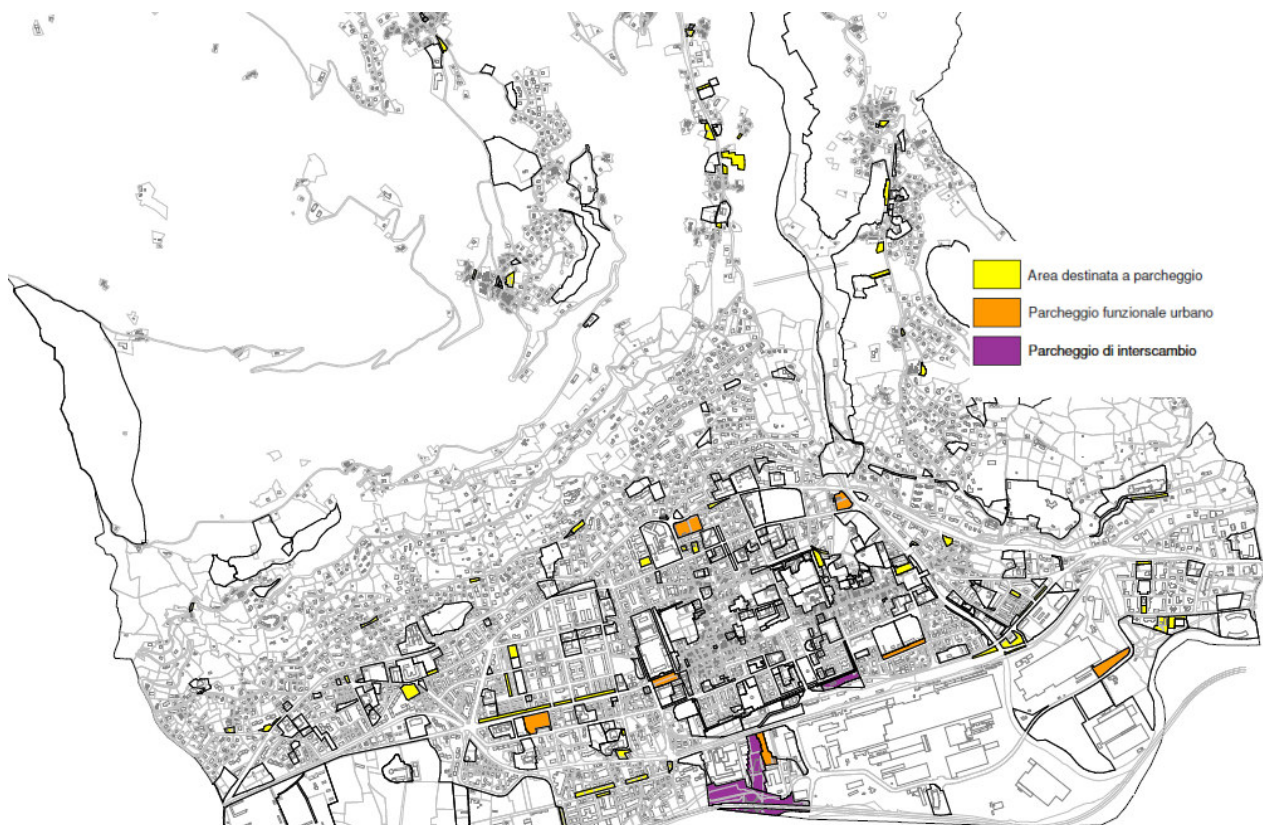 Area destinata a parcheggio
Parcheggio funzionale urbano
Parcheggio di interscambio